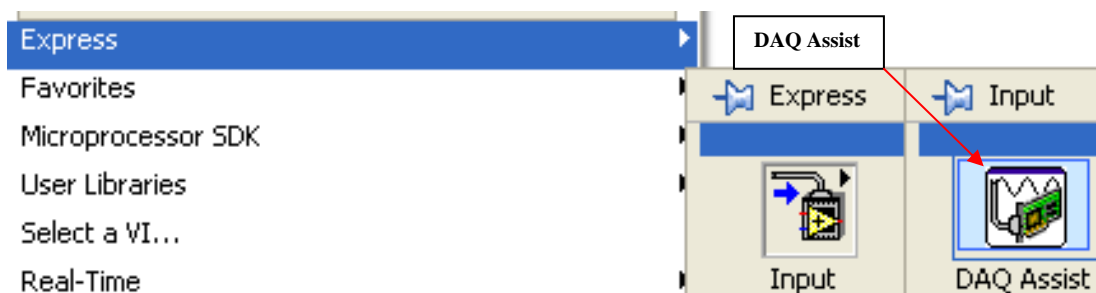 Express
Favorites
Microprocessor SDK
User Libraries
Select a VI...
Real-Time
DAQ Assist
Express
Input
Input
DAQ Assist